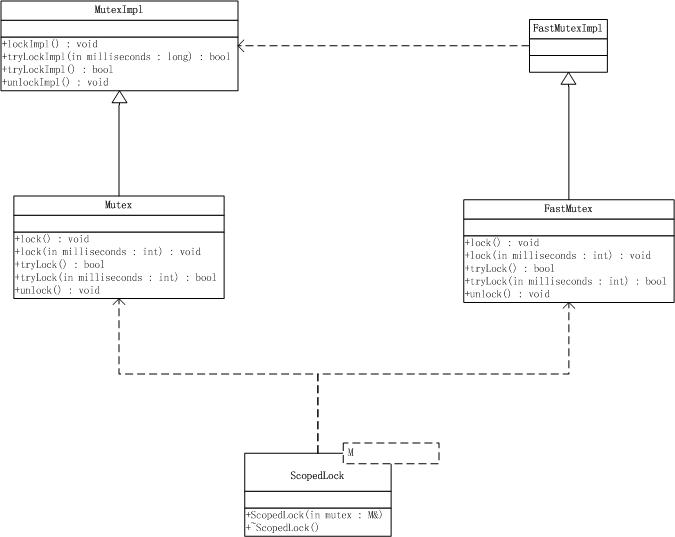 MutexImpl
+lockImpl() : void
+tryLockImpl(in milliseconds : long) : bool
+tryLockImpl() : bool
+unlockImpl() : void
FastMutexImpl
Mutex
+lock() : void
+lock(in milliseconds : int) : void
+tryLock() : bool
+tryLock(in milliseconds : int) : bool
+unlock() : void
FastMutex
+lock() : void
+lock(in milliseconds : int) : void
+tryLock() : bool
+tryLock(in milliseconds : int) : bool
+unlock() : void
M
ScopedLock
+ScopedLock(in mutex : M&)
+~ScopedLock()